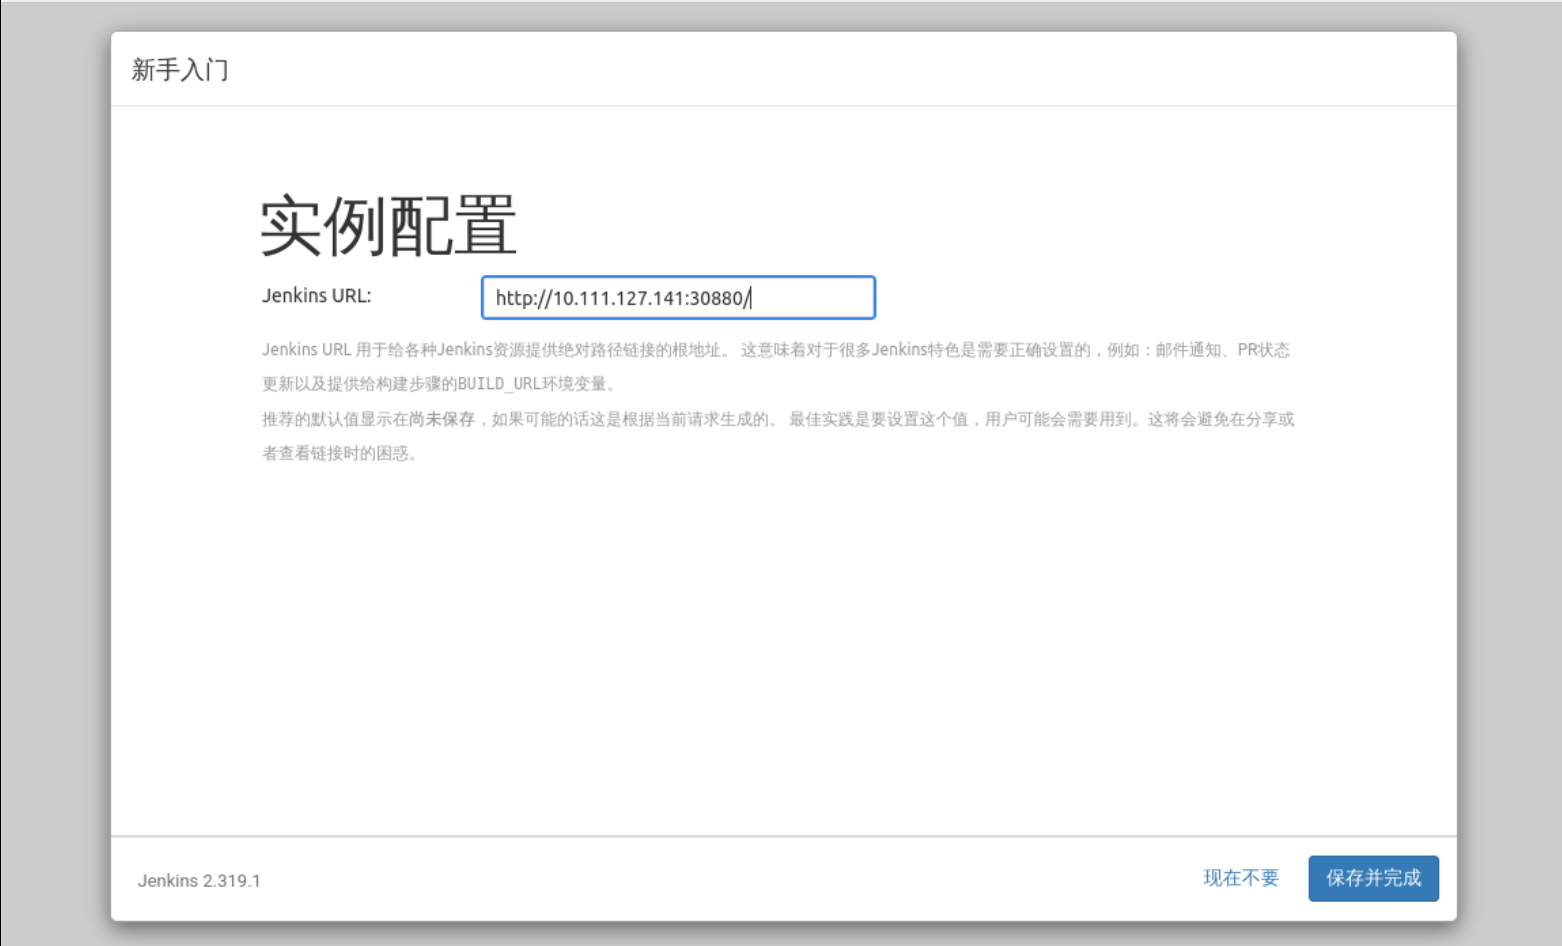 新手入门
实例配置
Jenkins URL:
http://10.111.127.141:30880/
Jenkins URL 用于给各种Jenkins资源提供绝对路径链接的根地址。 这意味着对于很多Jenkins特色是需要正确设置的，例如：邮件通知、PR状态
更新以及提供给构建步骤的BUILD_URL环境变量。
推荐的默认值显示在尚未保存，如果可能的话这是根据当前请求生成的。 最佳实践是要设置这个值，用户可能会需要用到。这将会避免在分享或
者查看链接时的困惑。
Jenkins 2.319.1
现在不要
保存并完成